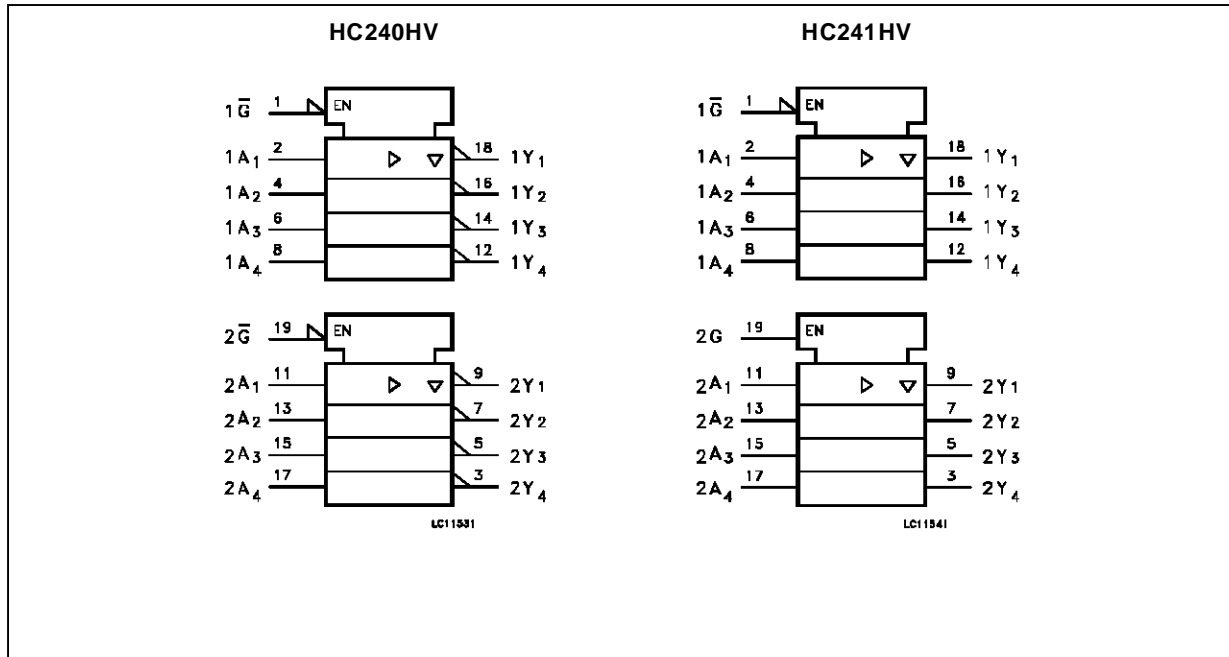 HC240HV HC241HV
1G̅ 1 EN
1A1 2 18 1Y1
1A2 4 16 1Y2
1A3 6 14 1Y3
1A4 8 12 1Y4
2G̅ 19 EN
2A1 11 9 2Y1
2A2 13 7 2Y2
2A3 15 5 2Y3
2A4 17 3 2Y4
LC11531
1G̅ 1 EN
1A1 2 18 1Y1
1A2 4 16 1Y2
1A3 6 14 1Y3
1A4 8 12 1Y4
2G 19 EN
2A1 11 9 2Y1
2A2 13 7 2Y2
2A3 15 5 2Y3
2A4 17 3 2Y4
LC11541